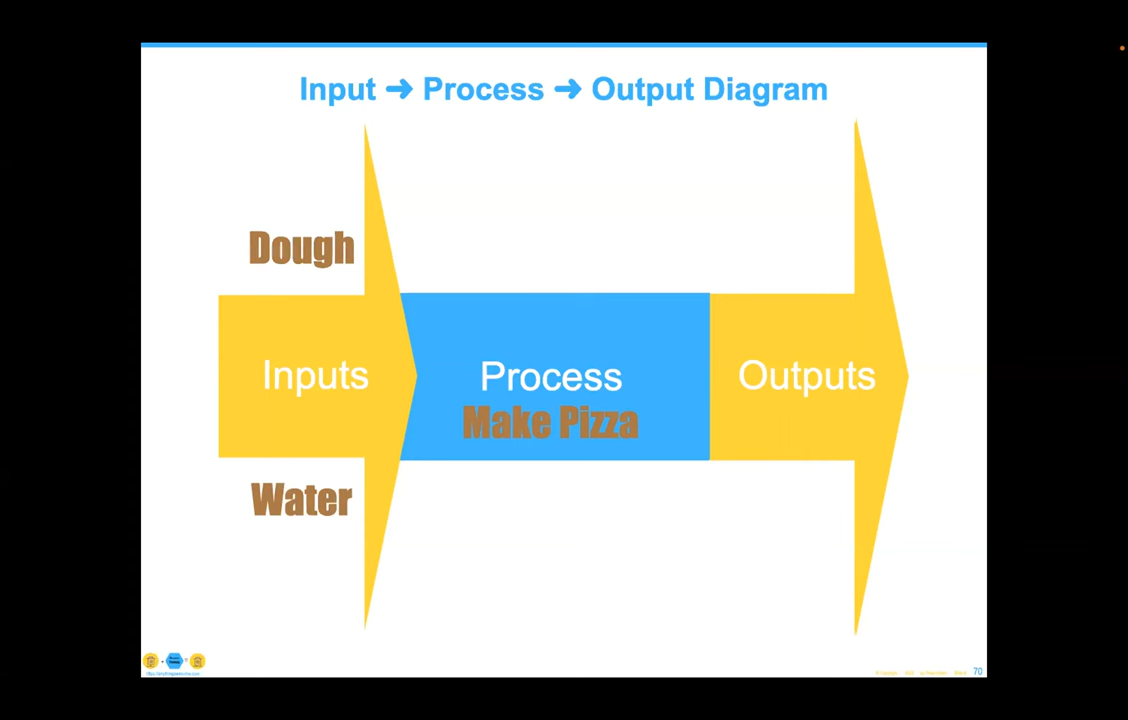 Input ➜ Process ➜ Output Diagram
Dough
Inputs
Process
Outputs
Make Pizza
Water
70